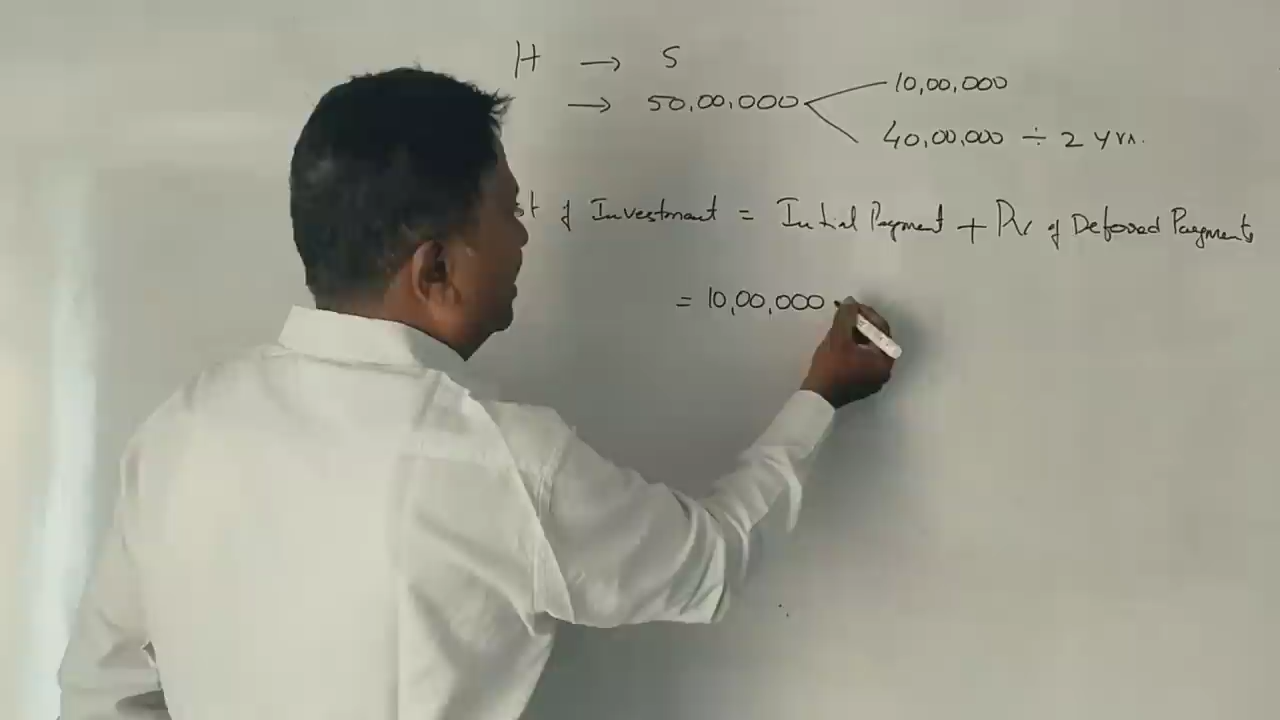 H → S
→ 50,00,000 10,00,000
40,00,000 ÷ 2 yrs.
of Investment = Initial Payment + PV of Deferred Payments
= 10,00,000